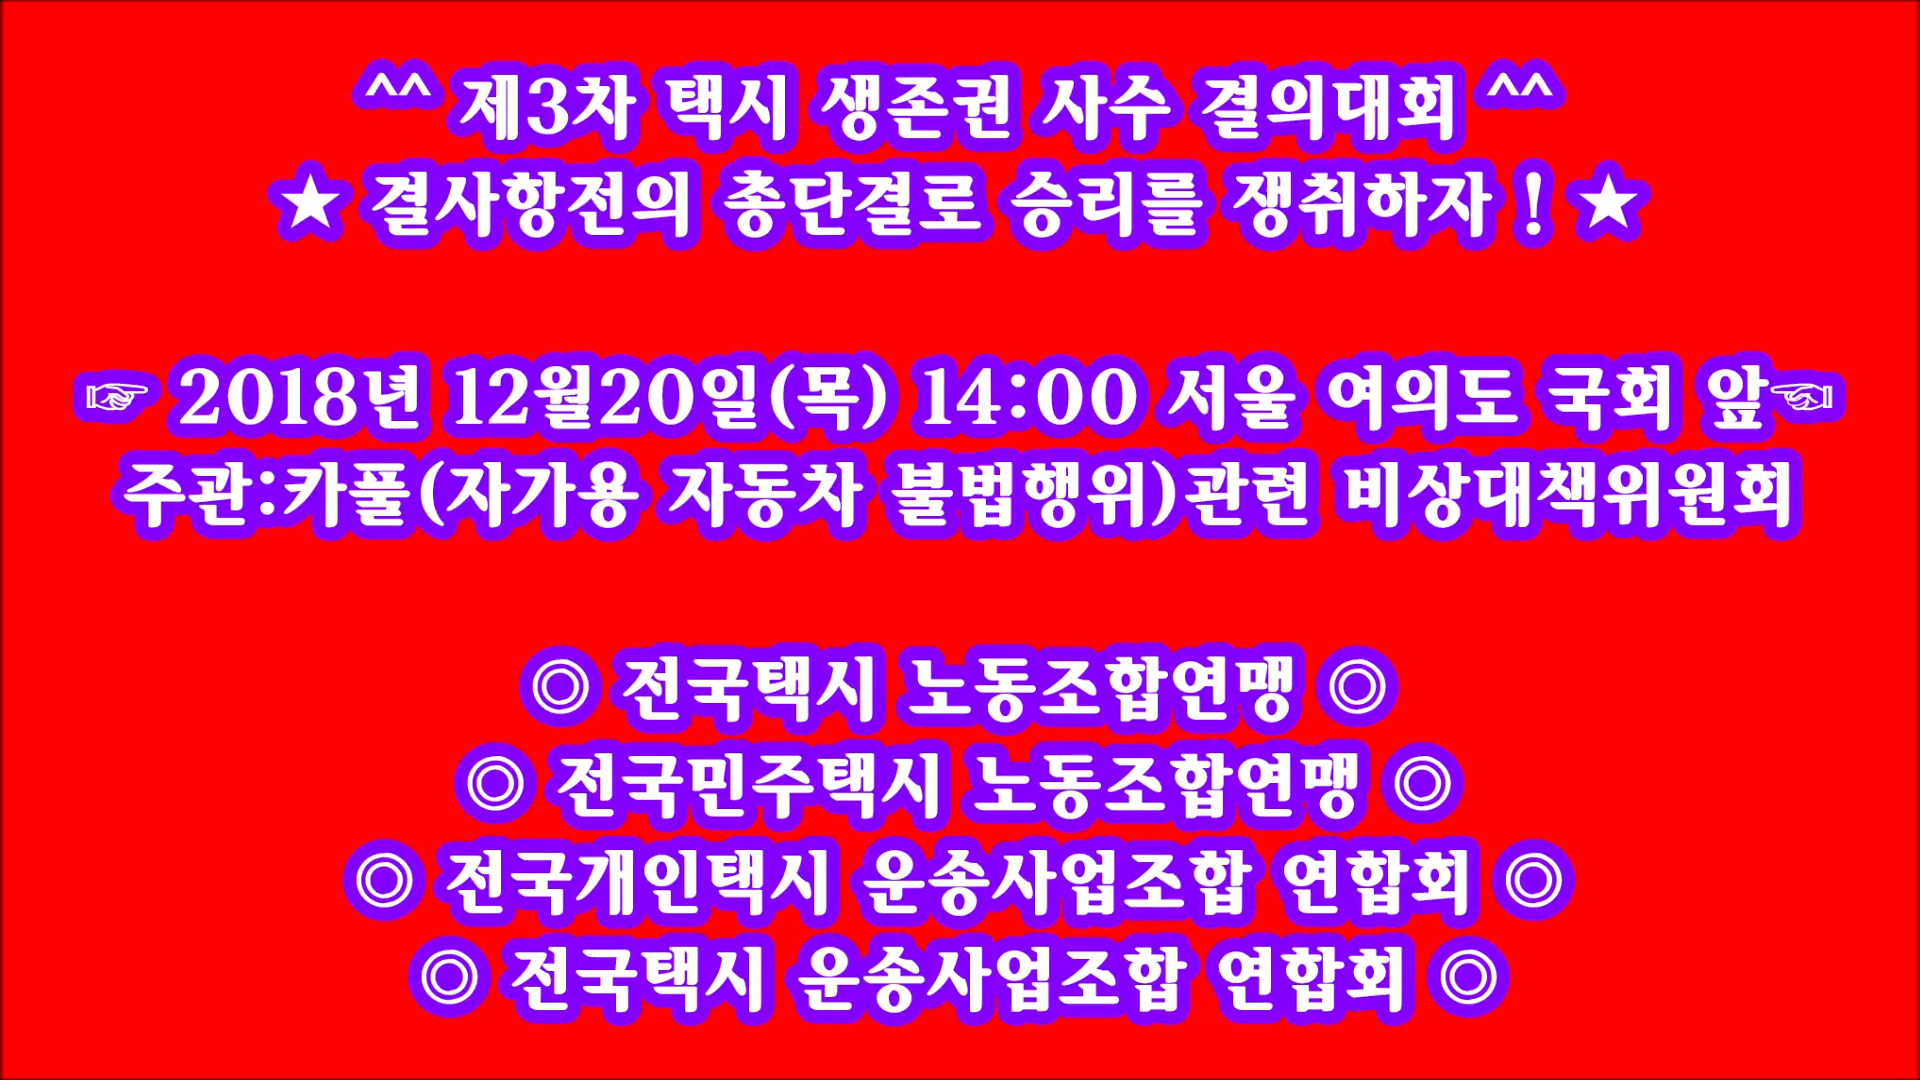 ^^ 제3차 택시 생존권 사수 결의대회 ^^
★ 결사항전의 총단결로 승리를 쟁취하자 ! ★
☞ 2018년 12월20일(목) 14:00 서울 여의도 국회 앞☜
주관:카풀(자가용 자동차 불법행위)관련 비상대책위원회
◎ 전국택시 노동조합연맹 ◎
◎ 전국민주택시 노동조합연맹 ◎
◎ 전국개인택시 운송사업조합 연합회 ◎
◎ 전국택시 운송사업조합 연합회 ◎